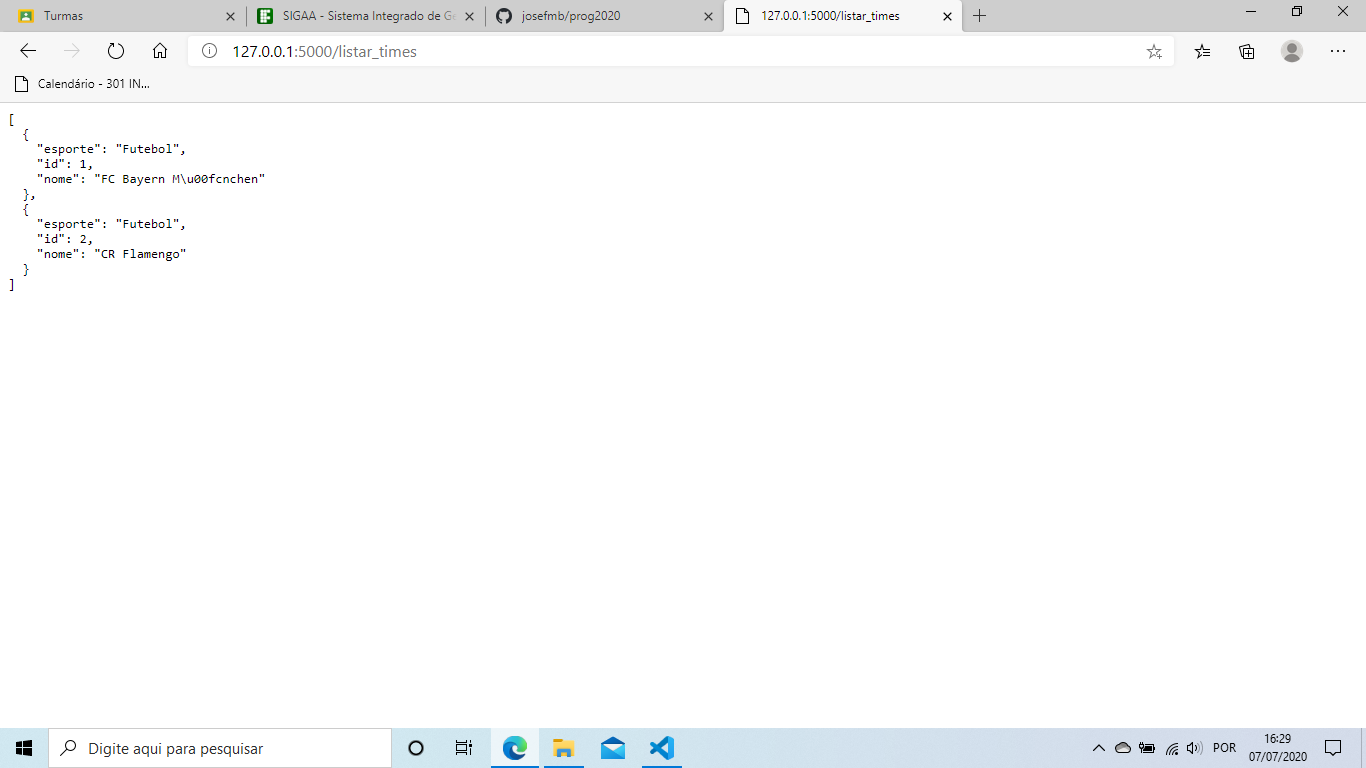 Turmas
SIGAA - Sistema Integrado de Ge
josefmb/prog2020
127.0.0.1:5000/listar_times
127.0.0.1:5000/listar_times
Calendário - 301 IN...
[
  {
    "esporte": "Futebol",
    "id": 1,
    "nome": "FC Bayern M\u00fcnchen"
  },
  {
    "esporte": "Futebol",
    "id": 2,
    "nome": "CR Flamengo"
  }
]
Digite aqui para pesquisar
POR
16:29
07/07/2020